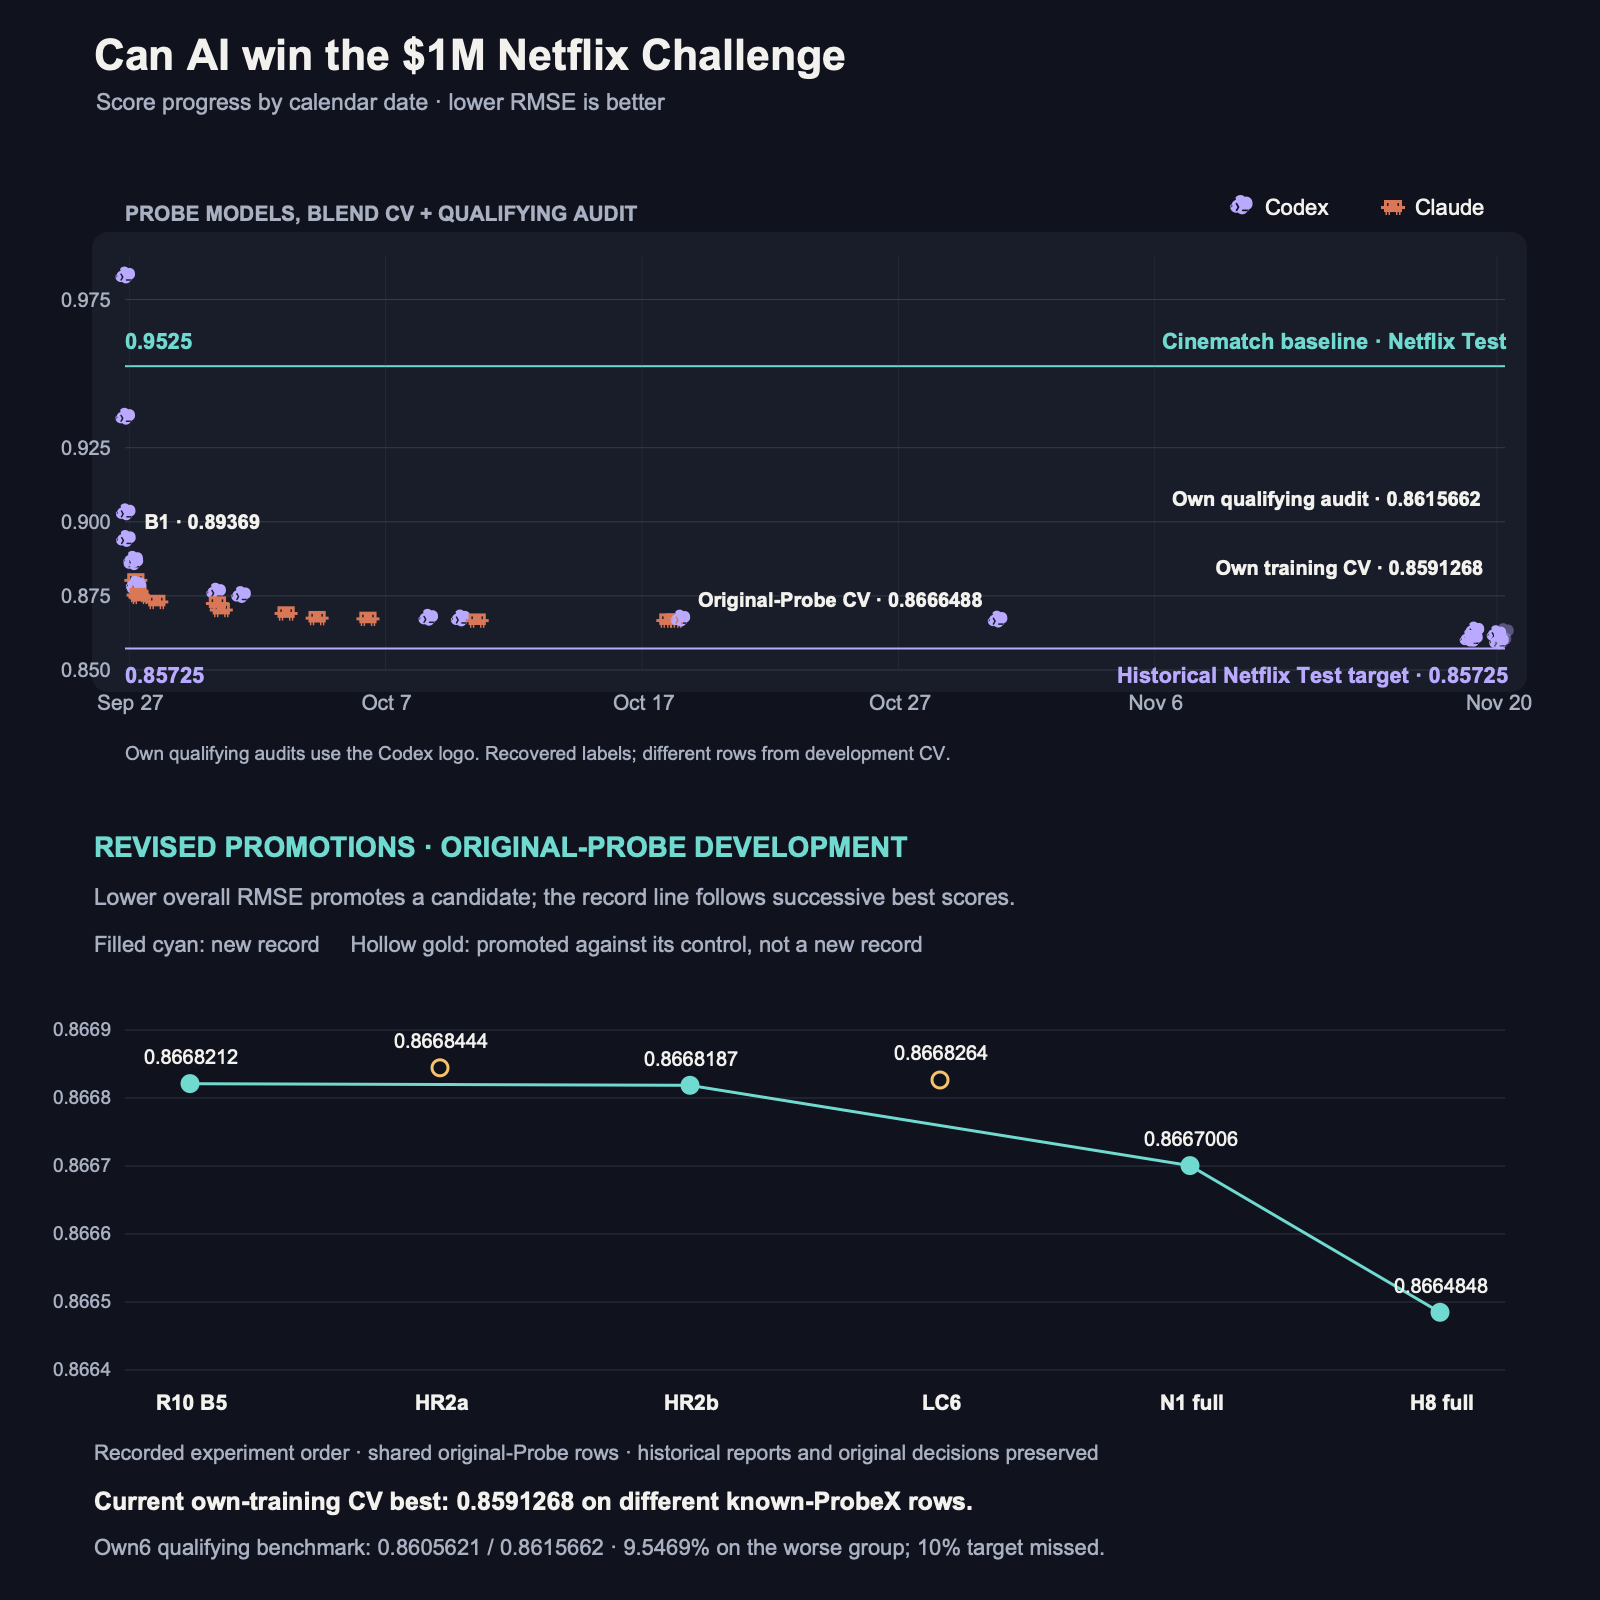 Can AI win the $1M Netflix Challenge
Score progress by calendar date · lower RMSE is better
PROBE MODELS, BLEND CV + QUALIFYING AUDIT
Codex
Claude
0.975
0.9525
Cinematch baseline · Netflix Test
0.925
Own qualifying audit · 0.8615662
0.900
B1 · 0.89369
Own training CV · 0.8591268
0.875
Original-Probe CV · 0.8666488
0.850
0.85725
Historical Netflix Test target · 0.85725
Sep 27
Oct 7
Oct 17
Oct 27
Nov 6
Nov 20
Own qualifying audits use the Codex logo. Recovered labels; different rows from development CV.
REVISED PROMOTIONS · ORIGINAL-PROBE DEVELOPMENT
Lower overall RMSE promotes a candidate; the record line follows successive best scores.
Filled cyan: new record
Hollow gold: promoted against its control, not a new record
0.8669
0.8668212
0.8668444
0.8668187
0.8668264
0.8668
0.8667006
0.8667
0.8666
0.8664848
0.8665
0.8664
R10 B5
HR2a
HR2b
LC6
N1 full
H8 full
Recorded experiment order · shared original-Probe rows · historical reports and original decisions preserved
Current own-training CV best: 0.8591268 on different known-ProbeX rows.
Own6 qualifying benchmark: 0.8605621 / 0.8615662 · 9.5469% on the worse group; 10% target missed.